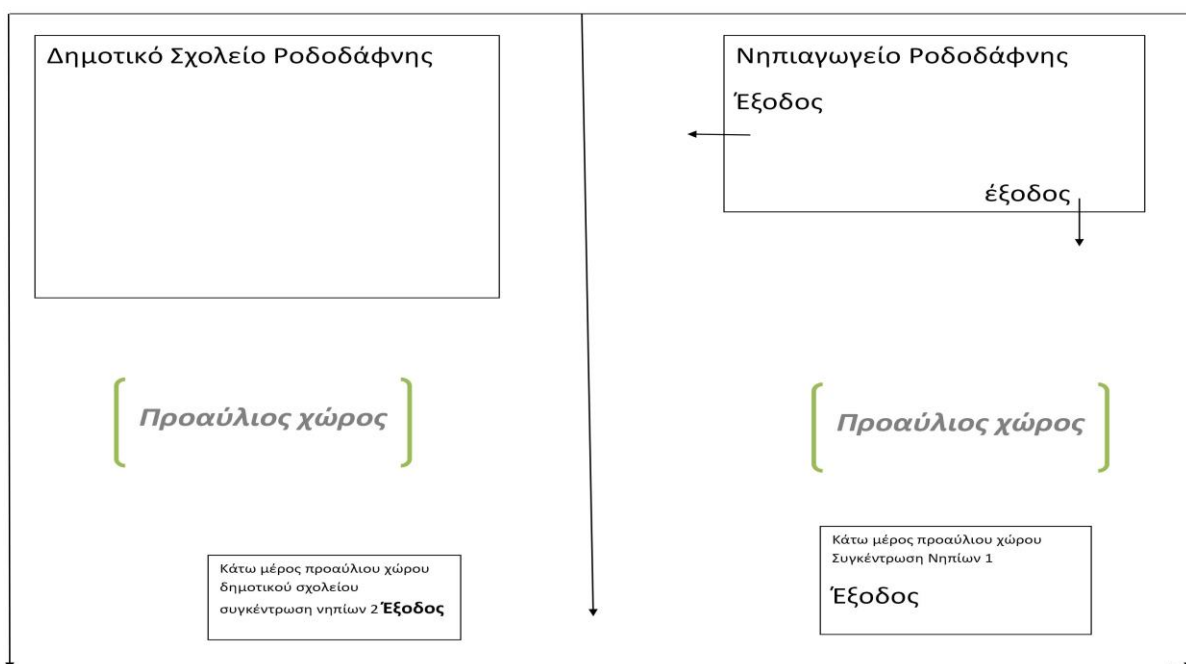 Δημοτικό Σχολείο Ροδοδάφνης
Νηπιαγωγείο Ροδοδάφνης
Έξοδος
έξοδος
Προαύλιος χώρος
Προαύλιος χώρος
Κάτω μέρος προαύλιου χώρου
δημοτικού σχολείου
συγκέντρωση νηπίων 2 Έξοδος
Κάτω μέρος προαύλιου χώρου
Συγκέντρωση Νηπίων 1
Έξοδος